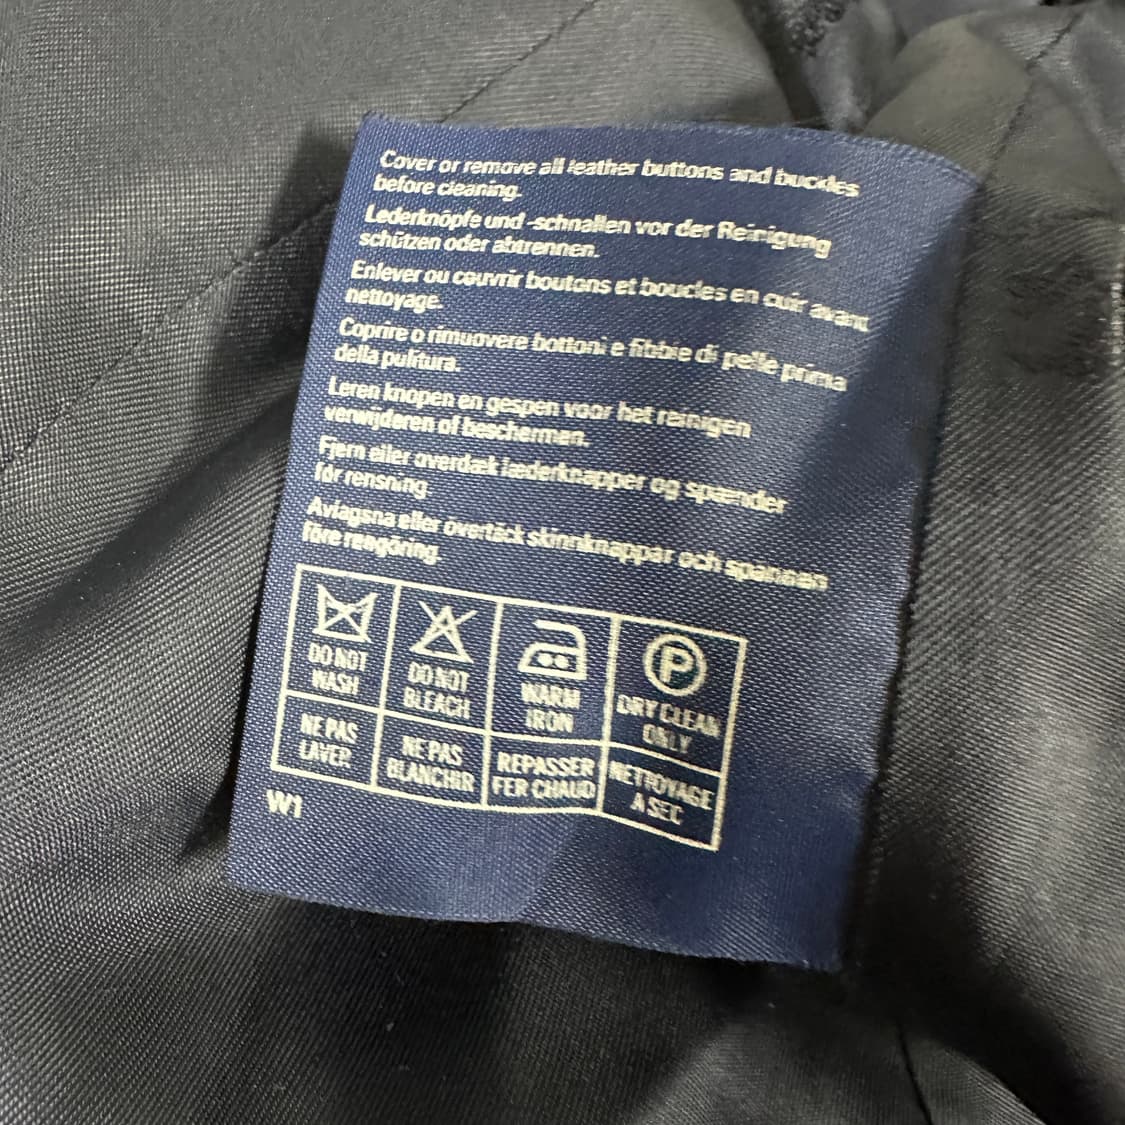 Cover or remove all leather buttons and buckles
before cleaning.
Lederknöpfe und -schnallen vor der Reinigung
schützen oder abtrennen.
Enlever ou couvrir boutons et boucles en cuir avant
nettoyage.
Coprire o rimuovere bottoni e fibbie di pelle prima
della pulitura.
Leren knopen en gespen voor het reinigen
verwijderen of beschermen.
Fjern eller overdæk læderknapper og spænder
før rensning.
Avlagsna eller övertäck skinnknappar och spännen
före rengöring.
DO NOT WASH
DO NOT BLEACH
WARM IRON
DRY CLEAN ONLY
NE PAS LAVER
NE PAS BLANCHIR
REPASSER FER CHAUD
NETTOYAGE A SEC
P
W1